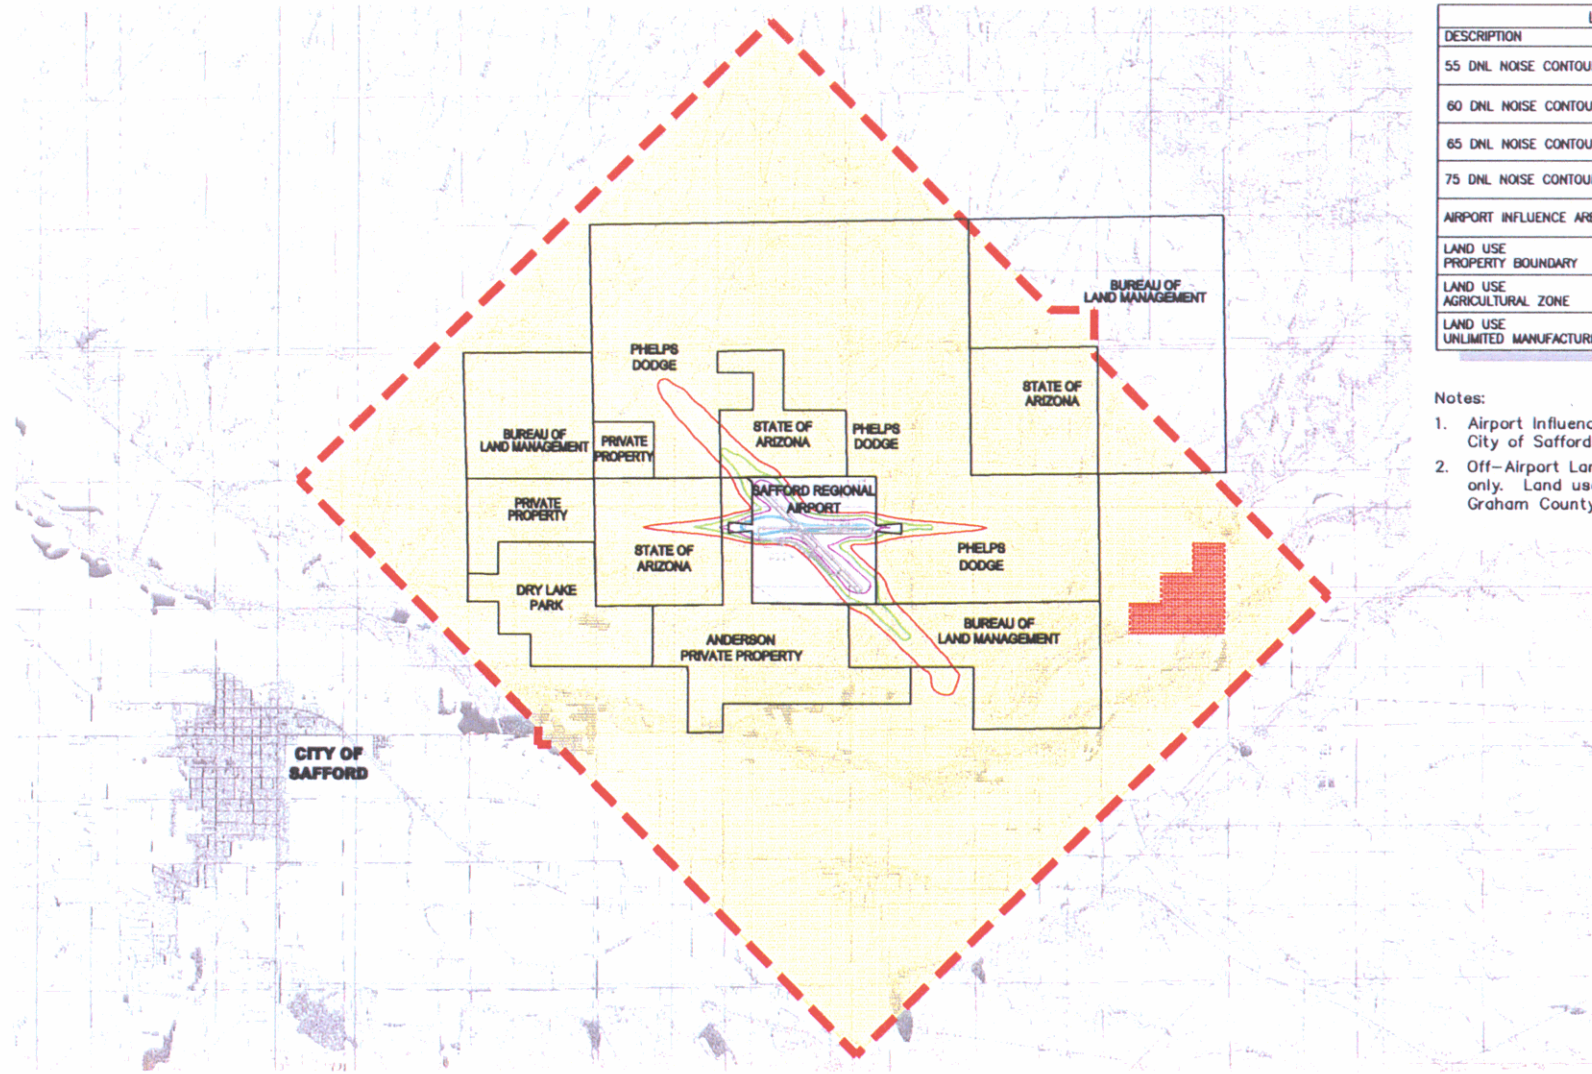 BUREAU OF
LAND MANAGEMENT
PHELPS
DODGE
STATE OF
ARIZONA
STATE OF
ARIZONA
PHELPS
DODGE
BUREAU OF
LAND MANAGEMENT
PRIVATE
PROPERTY
SAFFORD REGIONAL
AIRPORT
PRIVATE
PROPERTY
STATE OF
ARIZONA
PHELPS
DODGE
DRY LAKE
PARK
ANDERSON
PRIVATE PROPERTY
BUREAU OF
LAND MANAGEMENT
CITY OF
SAFFORD
DESCRIPTION
55 DNL NOISE CONTOU
60 DNL NOISE CONTOU
65 DNL NOISE CONTOU
75 DNL NOISE CONTOU
AIRPORT INFLUENCE ARE
LAND USE
PROPERTY BOUNDARY
LAND USE
AGRICULTURAL ZONE
LAND USE
UNLIMITED MANUFACTUR
Notes:
1. Airport Influenc
City of Safford
2. Off-Airport Lan
only. Land use
Graham County